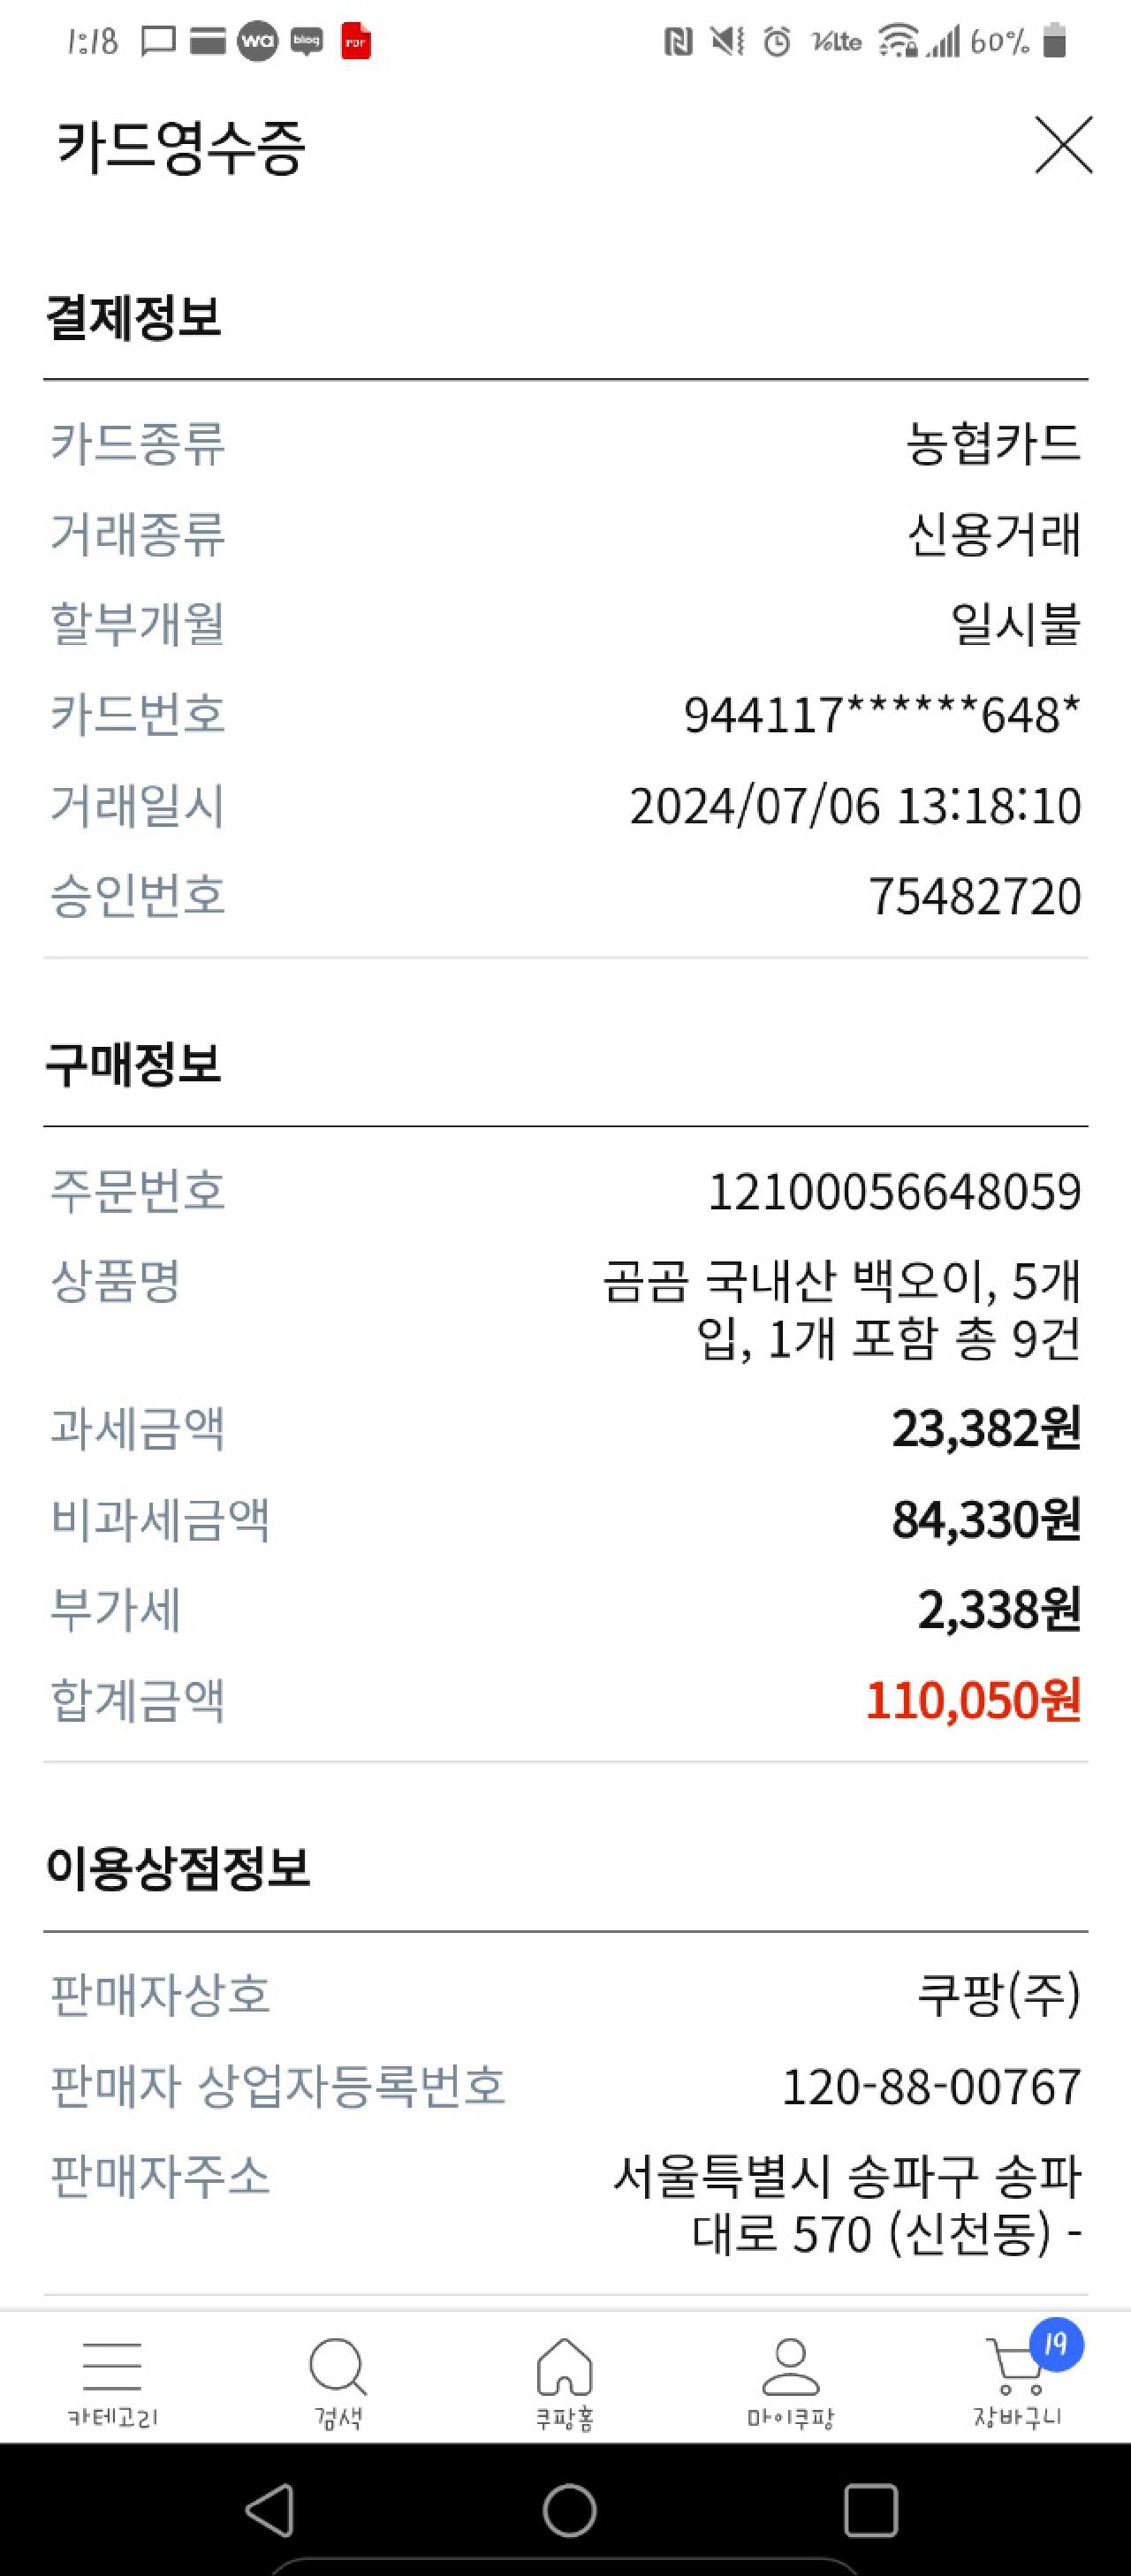 1:18 wa blog PDF VoLte 60%
카드영수증
결제정보
카드종류 농협카드
거래종류 신용거래
할부개월 일시불
카드번호 944117******648*
거래일시 2024/07/06 13:18:10
승인번호 75482720
구매정보
주문번호 12100056648059
상품명 곰곰 국내산 백오이, 5개
입, 1개 포함 총 9건
과세금액 23,382원
비과세금액 84,330원
부가세 2,338원
합계금액 110,050원
이용상점정보
판매자상호 쿠팡(주)
판매자 상업자등록번호 120-88-00767
판매자주소 서울특별시 송파구 송파
대로 570 (신천동) -
19
카테고리 검색 쿠팡홈 마이쿠팡 장바구니